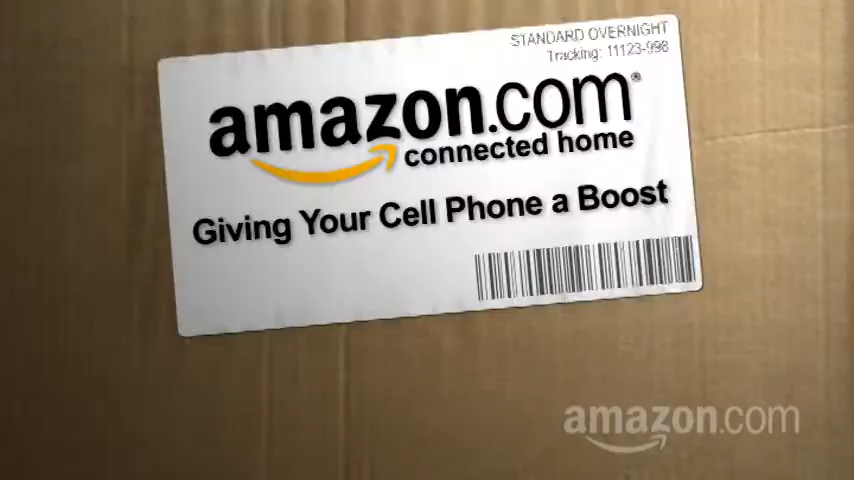 STANDARD OVERNIGHT
Tracking: 11123-998
amazon.com®
connected home
Giving Your Cell Phone a Boost
amazon.com